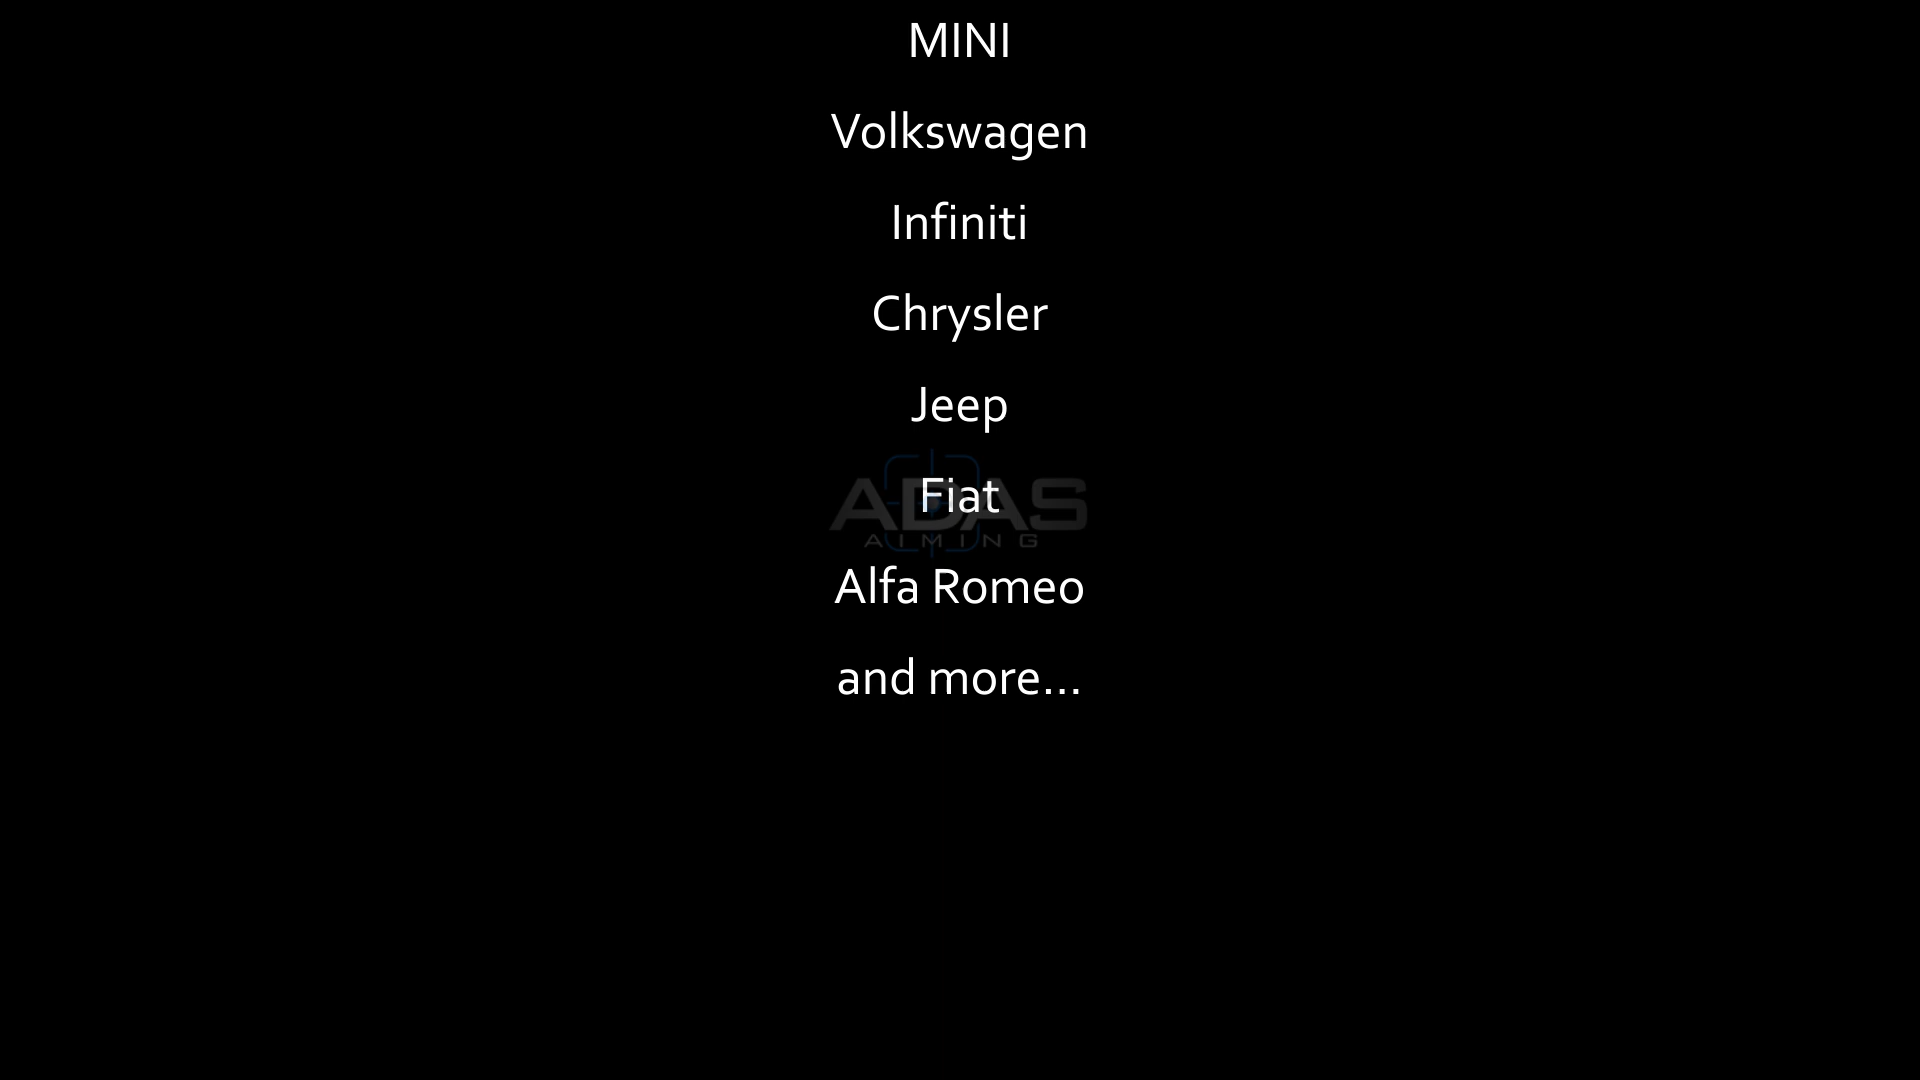 MINI
Volkswagen
Infiniti
Chrysler
Jeep
Fiat
ADAS
AIMING
Alfa Romeo
and more...